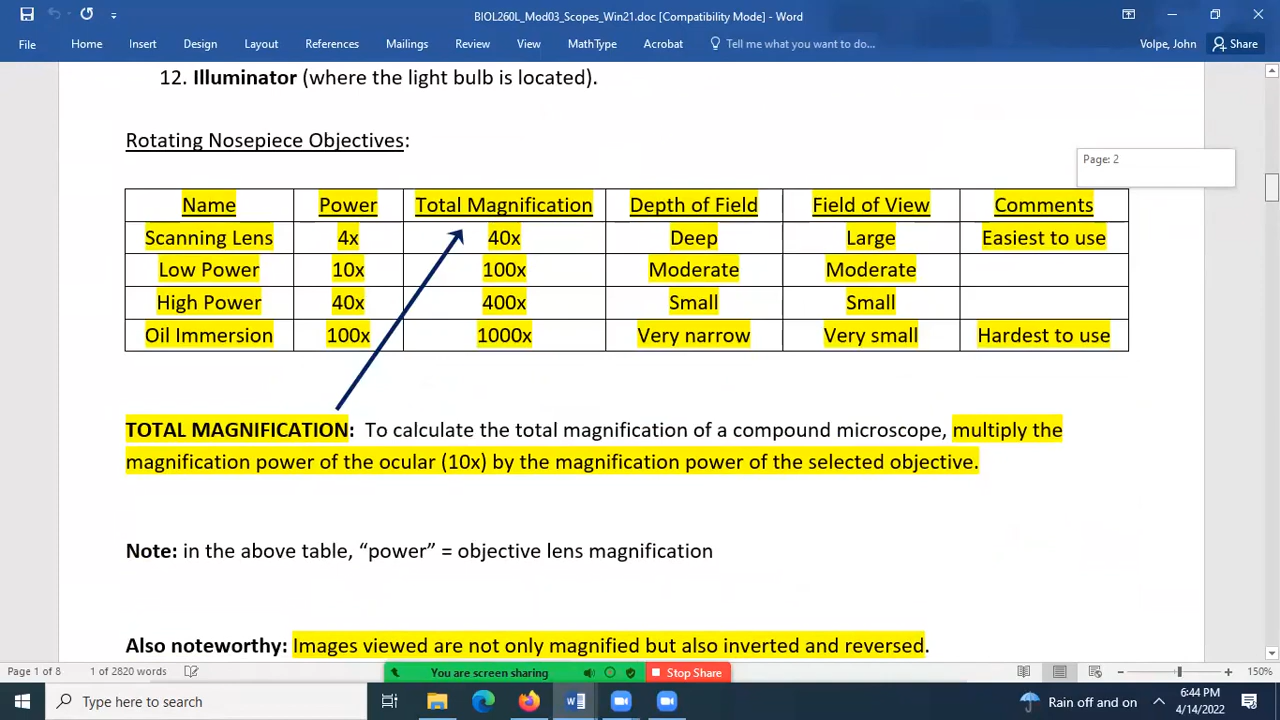 BIOL260L_Mod03_Scopes_Win21.doc [Compatibility Mode] - Word
File Home Insert Design Layout References Mailings Review View MathType Acrobat Tell me what you want to do... Volpe, John Share
12. Illuminator (where the light bulb is located).
Rotating Nosepiece Objectives:
Page: 2
Name Power Total Magnification Depth of Field Field of View Comments
Scanning Lens 4x 40x Deep Large Easiest to use
Low Power 10x 100x Moderate Moderate
High Power 40x 400x Small Small
Oil Immersion 100x 1000x Very narrow Very small Hardest to use
TOTAL MAGNIFICATION: To calculate the total magnification of a compound microscope, multiply the
magnification power of the ocular (10x) by the magnification power of the selected objective.
Note: in the above table, “power” = objective lens magnification
Also noteworthy: Images viewed are not only magnified but also inverted and reversed.
Page 1 of 8 1 of 2820 words You are screen sharing Stop Share 150%
Type here to search Rain off and on 6:44 PM
4/14/2022